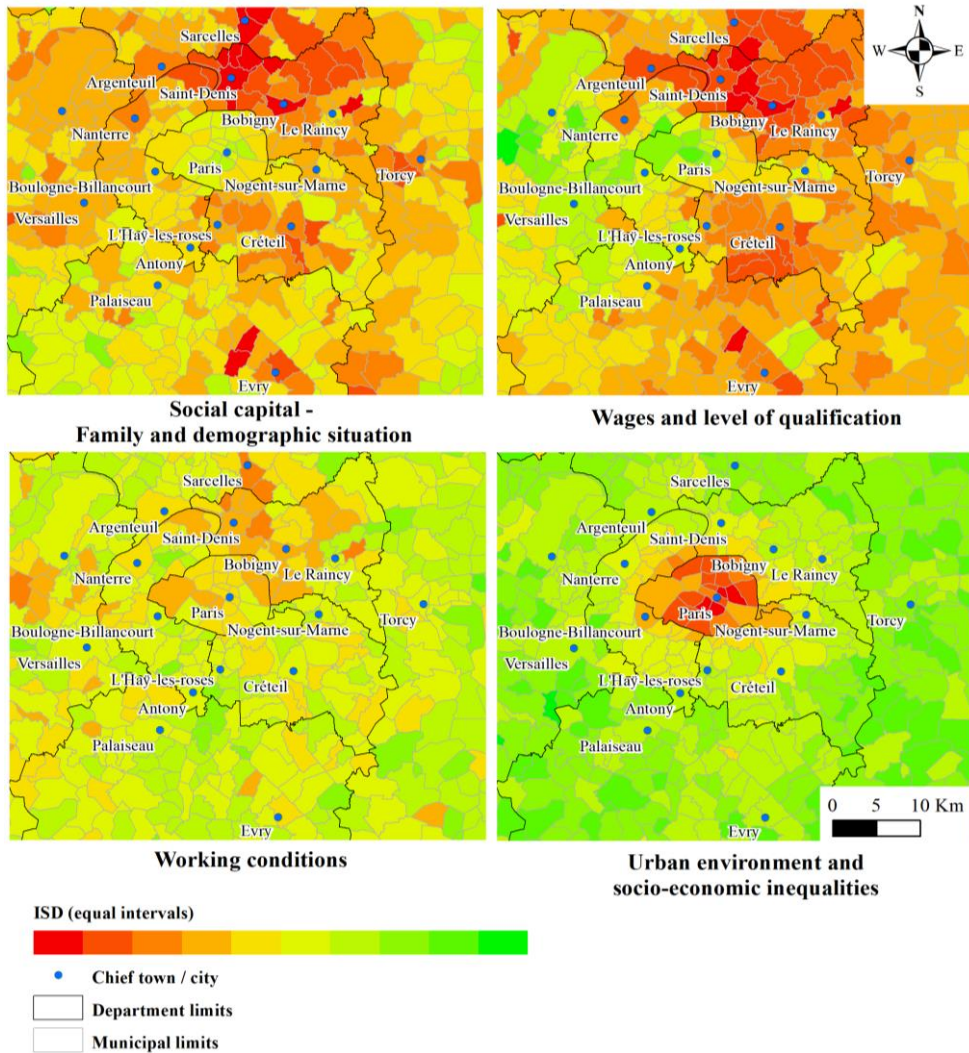 Sarcelles
Argenteuil
Saint-Denis
Bobigny
Le Raincy
Nanterre
Paris
Torcy
Boulogne-Billancourt
Nogent-sur-Marne
Versailles
L'Haÿ-les-roses
Créteil
Antony
Palaiseau
Evry
Social capital -
Family and demographic situation
N
W E
S
Sarcelles
Argenteuil
Saint-Denis
Bobigny
Le Raincy
Nanterre
Paris
Torcy
Boulogne-Billancourt
Nogent-sur-Marne
Versailles
L'Haÿ-les-roses
Créteil
Antony
Palaiseau
Evry
Wages and level of qualification
Sarcelles
Argenteuil
Saint-Denis
Bobigny
Le Raincy
Nanterre
Paris
Torcy
Boulogne-Billancourt
Nogent-sur-Marne
Versailles
L'Haÿ-les-roses
Créteil
Antony
Palaiseau
Evry
Working conditions
Sarcelles
Argenteuil
Saint-Denis
Bobigny
Le Raincy
Nanterre
Paris
Torcy
Boulogne-Billancourt
Nogent-sur-Marne
Versailles
L'Haÿ-les-roses
Créteil
Antony
Palaiseau
Evry
0 5 10 Km
Urban environment and
socio-economic inequalities
ISD (equal intervals)
Chief town / city
Department limits
Municipal limits